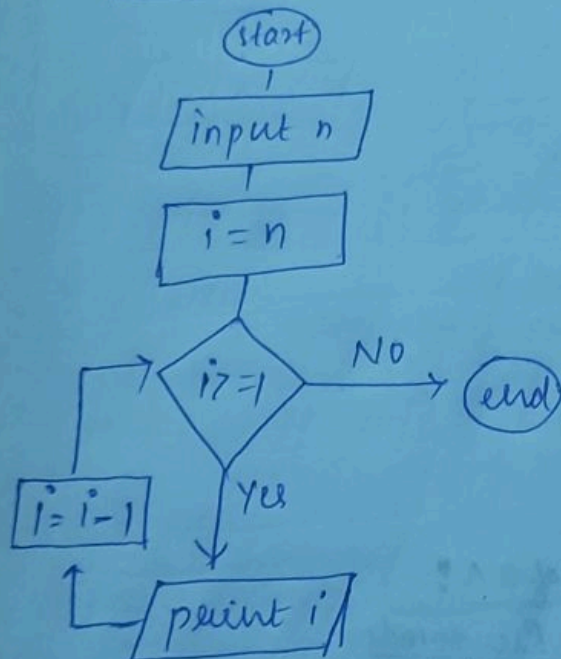 start
input n
i = n
i>=1
NO
end
Yes
i = i-1
print i